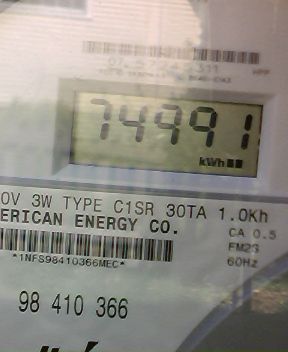 74991
kWh
0V 3W TYPE C1SR 30TA 1.0Kh
ERICAN ENERGY CO.
CA 0.5
FM2S
60Hz
*1NFS98410366MEC*
98 410 366